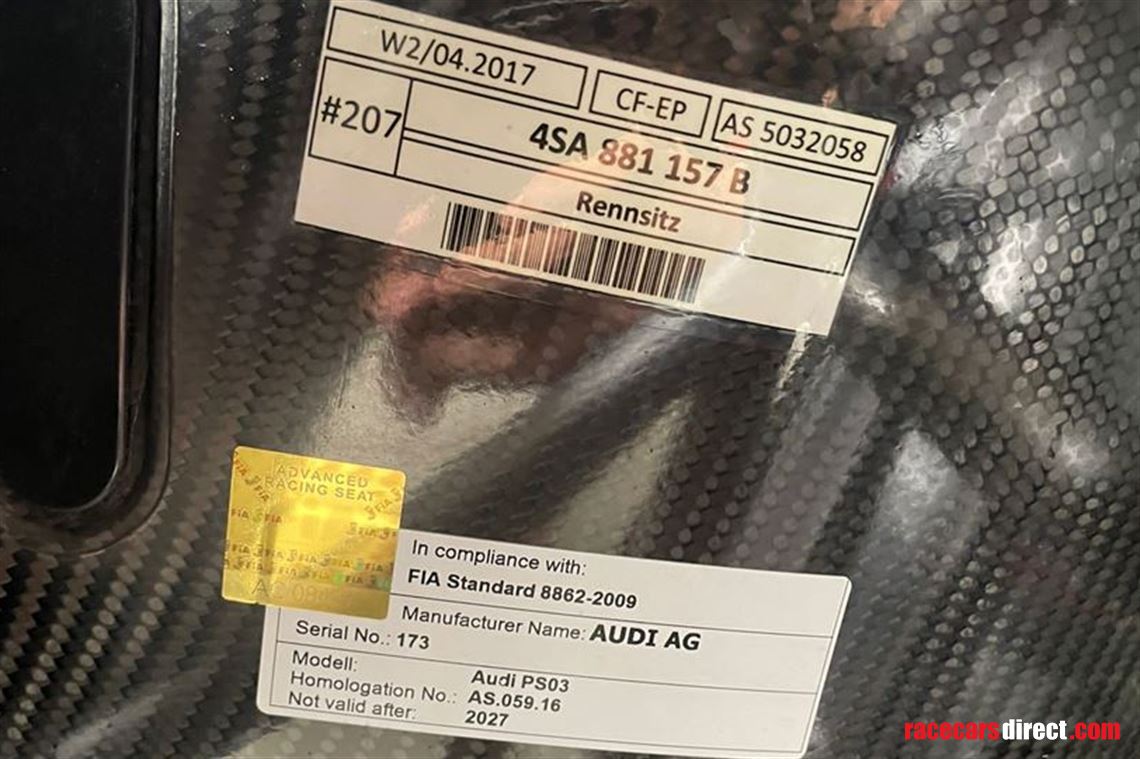 W2/04.2017
CF-EP
AS 5032058
#207
4SA 881 157 B
Rennsitz
ADVANCED
RACING SEAT
FIA
In compliance with:
FIA Standard 8862-2009
Manufacturer Name: AUDI AG
Serial No.: 173
Modell: Audi PS03
Homologation No.: AS.059.16
Not valid after: 2027
racecarsdirect.com